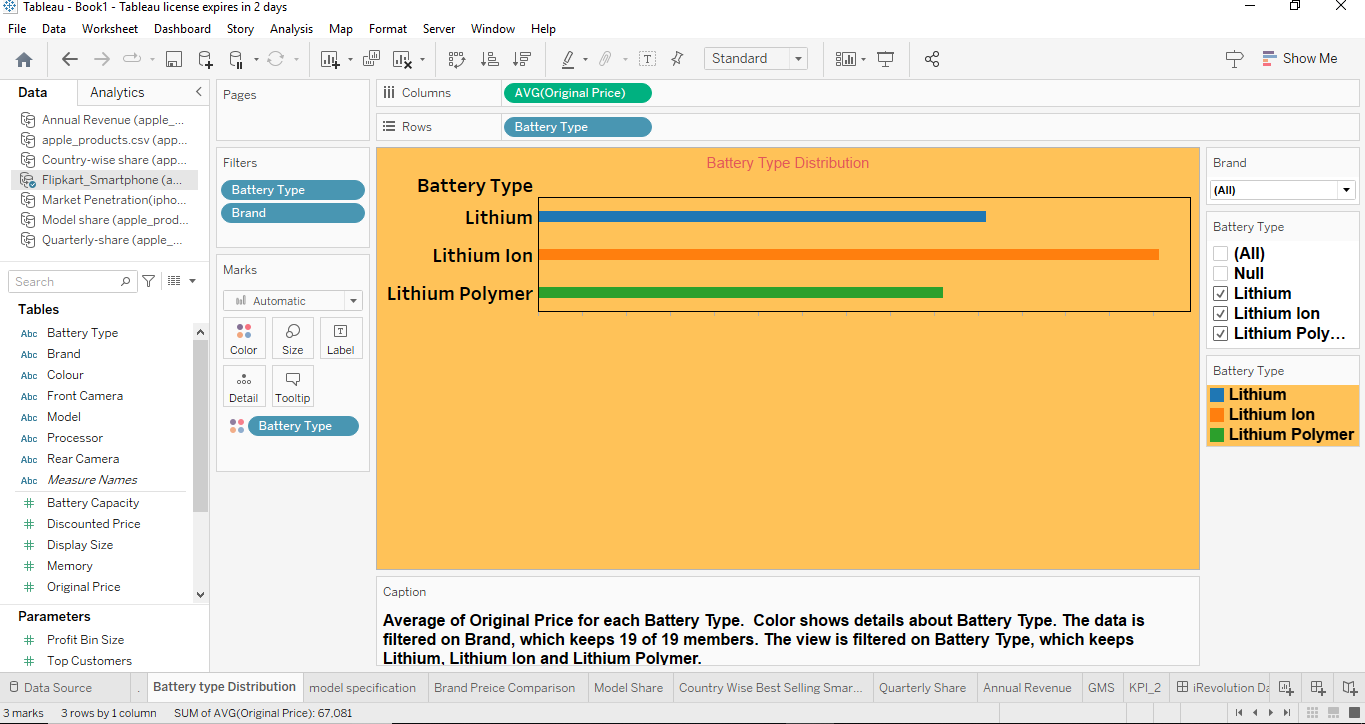 Tableau - Book1 - Tableau license expires in 2 days
File Data Worksheet Dashboard Story Analysis Map Format Server Window Help
Standard
Show Me
Data Analytics
Annual Revenue (apple_...
apple_products.csv (app...
Country-wise share (app...
Flipkart_Smartphone (a...
Market Penetration(ipho...
Model share (apple_prod...
Quarterly-share (apple_...
Search
Tables
Abc Battery Type
Abc Brand
Abc Colour
Abc Front Camera
Abc Model
Abc Processor
Abc Rear Camera
Abc Measure Names
# Battery Capacity
# Discounted Price
# Display Size
# Memory
# Original Price
Parameters
# Profit Bin Size
# Top Customers
Pages
Filters
Battery Type
Brand
Marks
Automatic
Color Size Label
Detail Tooltip
Battery Type
Columns AVG(Original Price)
Rows Battery Type
Battery Type Distribution
Battery Type
Lithium
Lithium Ion
Lithium Polymer
Caption
Average of Original Price for each Battery Type. Color shows details about Battery Type. The data is
filtered on Brand, which keeps 19 of 19 members. The view is filtered on Battery Type, which keeps
Lithium, Lithium Ion and Lithium Polymer.
Brand
(All)
Battery Type
(All)
Null
Lithium
Lithium Ion
Lithium Poly...
Battery Type
Lithium
Lithium Ion
Lithium Polymer
Data Source . Battery type Distribution model specification Brand Preice Comparison Model Share Country Wise Best Selling Smar... Quarterly Share Annual Revenue GMS KPI_2 iRevolution Da
3 marks 3 rows by 1 column SUM of AVG(Original Price): 67,081